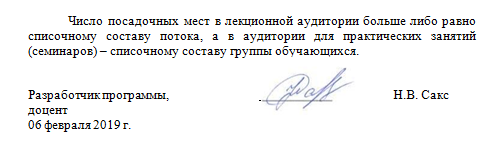 Число посадочных мест в лекционной аудитории больше либо равно
списочному составу потока, а в аудитории для практических занятий
(семинаров) – списочному составу группы обучающихся.
Разработчик программы, Н.В. Сакс
доцент
06 февраля 2019 г.